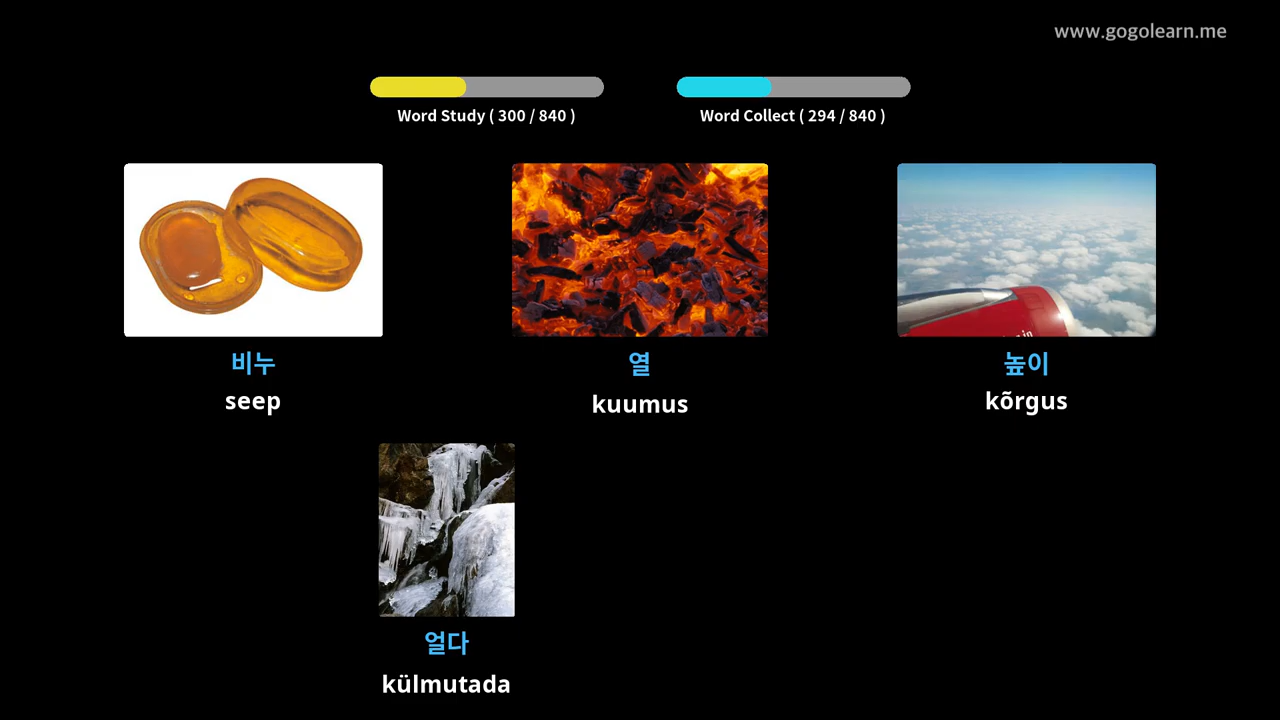 www.gogolearn.me
Word Study ( 300 / 840 )
Word Collect ( 294 / 840 )
비누
seep
열
kuumus
높이
kõrgus
얼다
külmutada